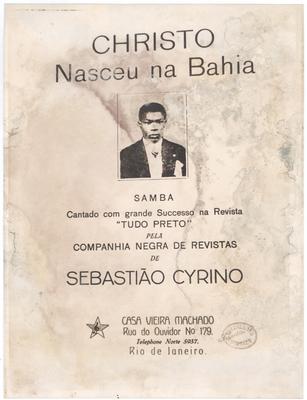 CHRISTO
Nasceu na Bahia
SAMBA
Cantado com grande Successo na Revista
"TUDO PRETO"
PELA
COMPANHIA NEGRA DE REVISTAS
DE
SEBASTIÃO CYRINO
CASA VIEIRA MACHADO
Rua do Ouvidor No 179.
Telephone Norte 5037.
Rio de Janeiro.